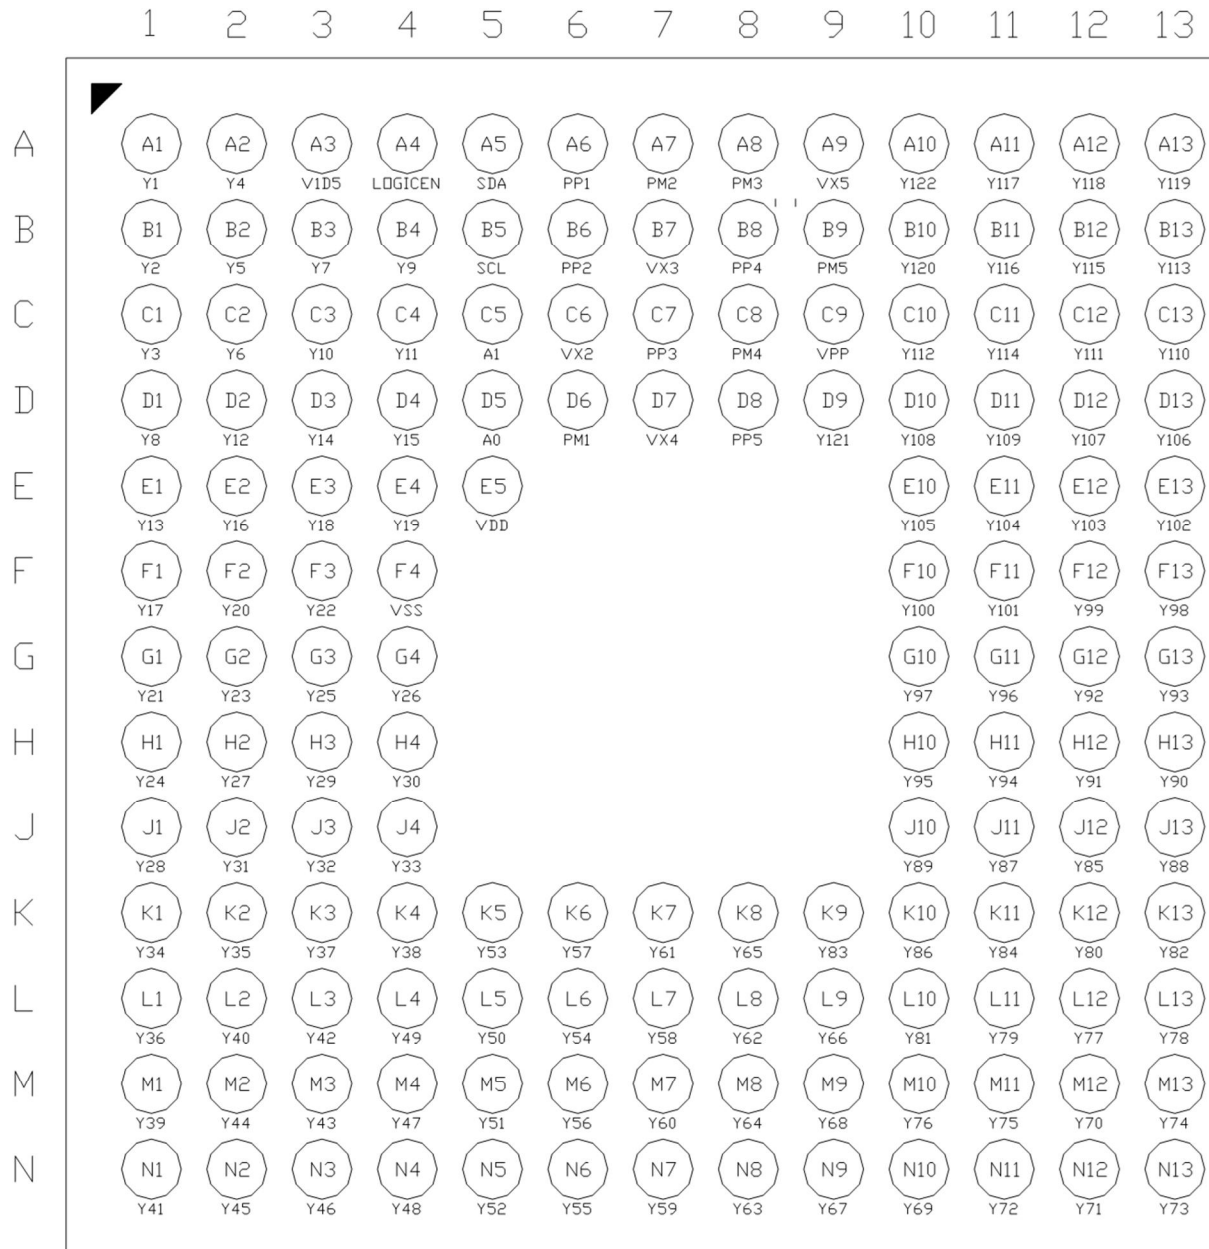 1 2 3 4 5 6 7 8 9 10 11 12 13
A A1 A2 A3 A4 A5 A6 A7 A8 A9 A10 A11 A12 A13
Y1 Y4 V1D5 LOGICEN SDA PP1 PM2 PM3 VX5 Y122 Y117 Y118 Y119
B B1 B2 B3 B4 B5 B6 B7 B8 B9 B10 B11 B12 B13
Y2 Y5 Y7 Y9 SCL PP2 VX3 PP4 PM5 Y120 Y116 Y115 Y113
C C1 C2 C3 C4 C5 C6 C7 C8 C9 C10 C11 C12 C13
Y3 Y6 Y10 Y11 A1 VX2 PP3 PM4 VPP Y112 Y114 Y111 Y110
D D1 D2 D3 D4 D5 D6 D7 D8 D9 D10 D11 D12 D13
Y8 Y12 Y14 Y15 A0 PM1 VX4 PP5 Y121 Y108 Y109 Y107 Y106
E E1 E2 E3 E4 E5 E10 E11 E12 E13
Y13 Y16 Y18 Y19 VDD Y105 Y104 Y103 Y102
F F1 F2 F3 F4 F10 F11 F12 F13
Y17 Y20 Y22 VSS Y100 Y101 Y99 Y98
G G1 G2 G3 G4 G10 G11 G12 G13
Y21 Y23 Y25 Y26 Y97 Y96 Y92 Y93
H H1 H2 H3 H4 H10 H11 H12 H13
Y24 Y27 Y29 Y30 Y95 Y94 Y91 Y90
J J1 J2 J3 J4 J10 J11 J12 J13
Y28 Y31 Y32 Y33 Y89 Y87 Y85 Y88
K K1 K2 K3 K4 K5 K6 K7 K8 K9 K10 K11 K12 K13
Y34 Y35 Y37 Y38 Y53 Y57 Y61 Y65 Y83 Y86 Y84 Y80 Y82
L L1 L2 L3 L4 L5 L6 L7 L8 L9 L10 L11 L12 L13
Y36 Y40 Y42 Y49 Y50 Y54 Y58 Y62 Y66 Y81 Y79 Y77 Y78
M M1 M2 M3 M4 M5 M6 M7 M8 M9 M10 M11 M12 M13
Y39 Y44 Y43 Y47 Y51 Y56 Y60 Y64 Y68 Y76 Y75 Y70 Y74
N N1 N2 N3 N4 N5 N6 N7 N8 N9 N10 N11 N12 N13
Y41 Y45 Y46 Y48 Y52 Y55 Y59 Y63 Y67 Y69 Y72 Y71 Y73